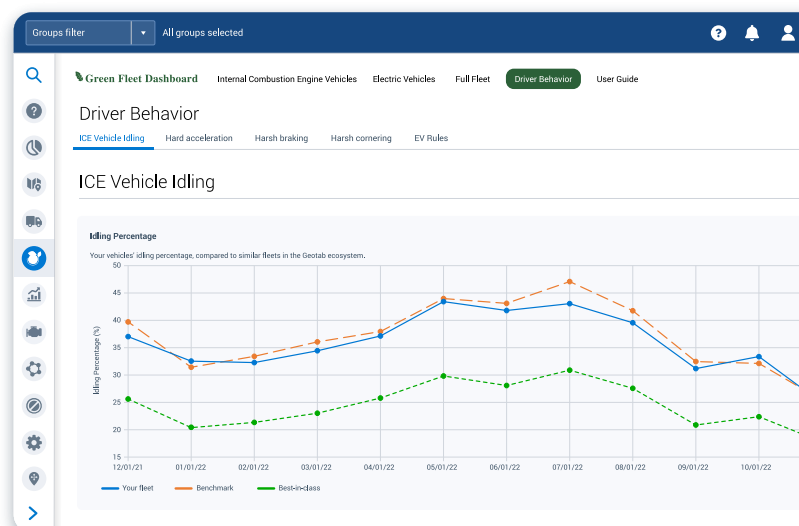 Groups filter
All groups selected
Green Fleet Dashboard Internal Combustion Engine Vehicles Electric Vehicles Full Fleet Driver Behavior User Guide
Driver Behavior
ICE Vehicle Idling Hard acceleration Harsh braking Harsh cornering EV Rules
ICE Vehicle Idling
Idling Percentage
Your vehicles' idling percentage, compared to similar fleets in the Geotab ecosystem.
50
45
40
35
30
25
20
15
Idling Percentage (%)
12/01/21 01/01/22 02/01/22 03/01/22 04/01/22 05/01/22 06/01/22 07/01/22 08/01/22 09/01/22 10/01/22
Your fleet Benchmark Best-in-class